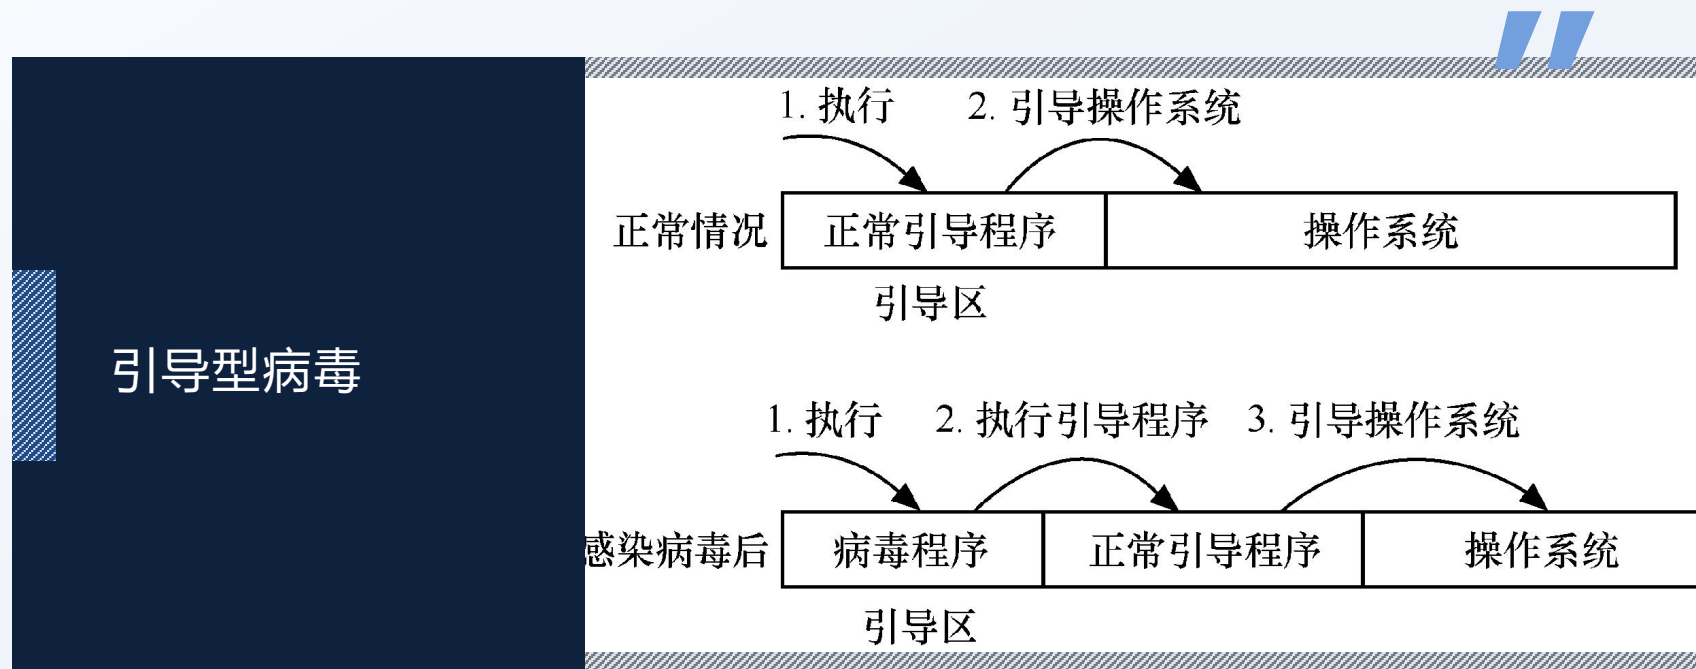 引导型病毒
1. 执行 2. 引导操作系统
正常情况 正常引导程序 操作系统
引导区
1. 执行 2. 执行引导程序 3. 引导操作系统
感染病毒后 病毒程序 正常引导程序 操作系统
引导区